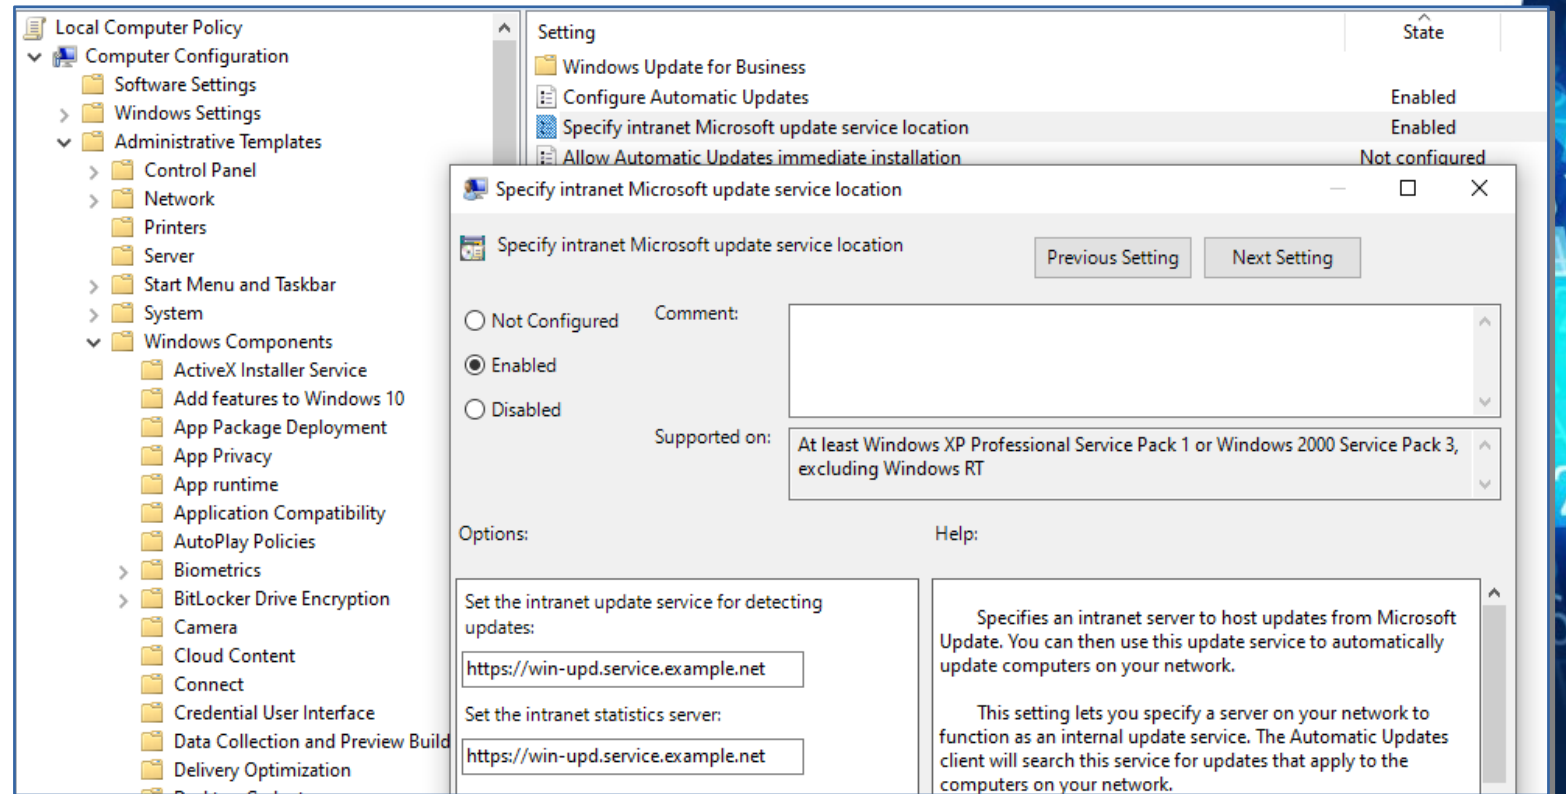 Local Computer Policy
Computer Configuration
Software Settings
Windows Settings
Administrative Templates
Control Panel
Network
Printers
Server
Start Menu and Taskbar
System
Windows Components
ActiveX Installer Service
Add features to Windows 10
App Package Deployment
App Privacy
App runtime
Application Compatibility
AutoPlay Policies
Biometrics
BitLocker Drive Encryption
Camera
Cloud Content
Connect
Credential User Interface
Data Collection and Preview Build
Delivery Optimization
Setting State
Windows Update for Business
Configure Automatic Updates Enabled
Specify intranet Microsoft update service location Enabled
Allow Automatic Updates immediate installation Not configured
Specify intranet Microsoft update service location
Specify intranet Microsoft update service location
Previous Setting Next Setting
Not Configured
Enabled
Disabled
Comment:
Supported on:
At least Windows XP Professional Service Pack 1 or Windows 2000 Service Pack 3,
excluding Windows RT
Options:
Set the intranet update service for detecting
updates:
https://win-upd.service.example.net
Set the intranet statistics server:
https://win-upd.service.example.net
Help:
Specifies an intranet server to host updates from Microsoft
Update. You can then use this update service to automatically
update computers on your network.
This setting lets you specify a server on your network to
function as an internal update service. The Automatic Updates
client will search this service for updates that apply to the
computers on your network.